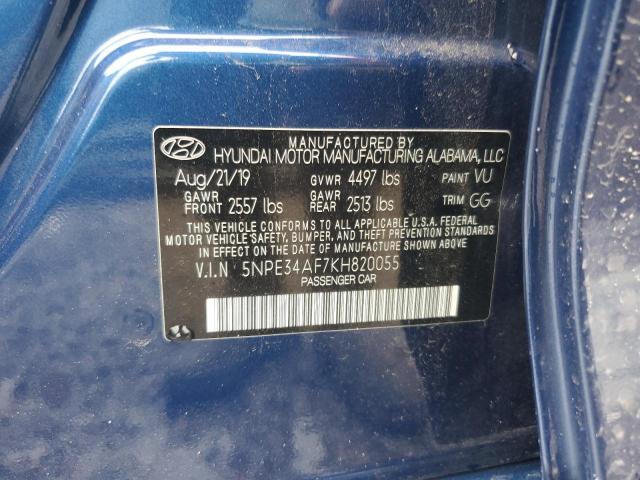 MANUFACTURED BY
HYUNDAI MOTOR MANUFACTURING ALABAMA, LLC
Aug/21/19 GVWR 4497 lbs PAINT VU
GAWR FRONT 2557 lbs GAWR REAR 2513 lbs TRIM GG
THIS VEHICLE CONFORMS TO ALL APPLICABLE U.S.A. FEDERAL
MOTOR VEHICLE SAFETY, BUMPER, AND THEFT PREVENTION
STANDARDS IN EFFECT ON THE DATE OF MANUFACTURE SHOWN ABOVE.
V.I.N 5NPE34AF7KH820055
PASSENGER CAR